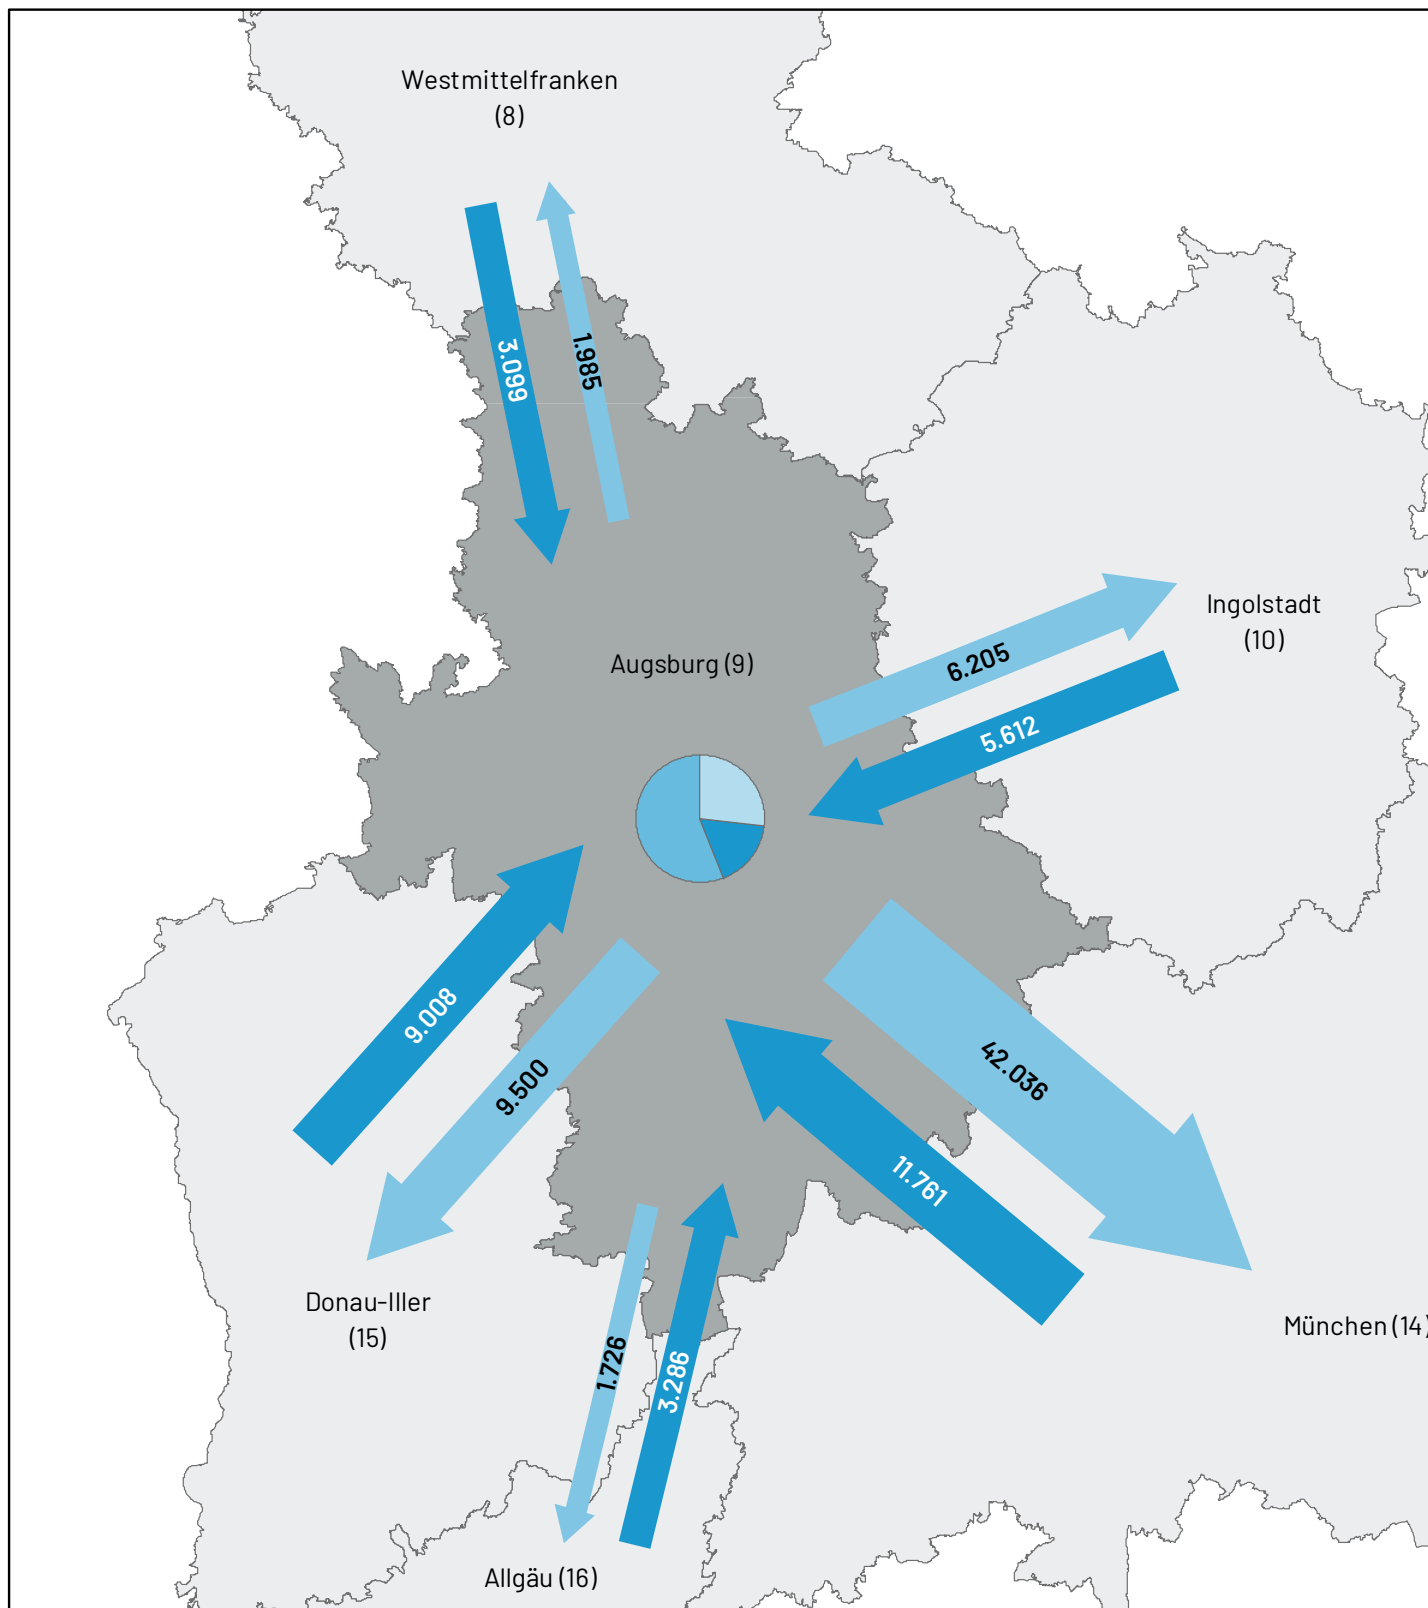 Westmittelfranken
(8)
3.099
1.985
Ingolstadt
(10)
6.205
5.612
Augsburg (9)
9.008
9.500
42.036
11.761
Donau-Iller
(15)
München (14)
1.726
3.286
Allgäu (16)